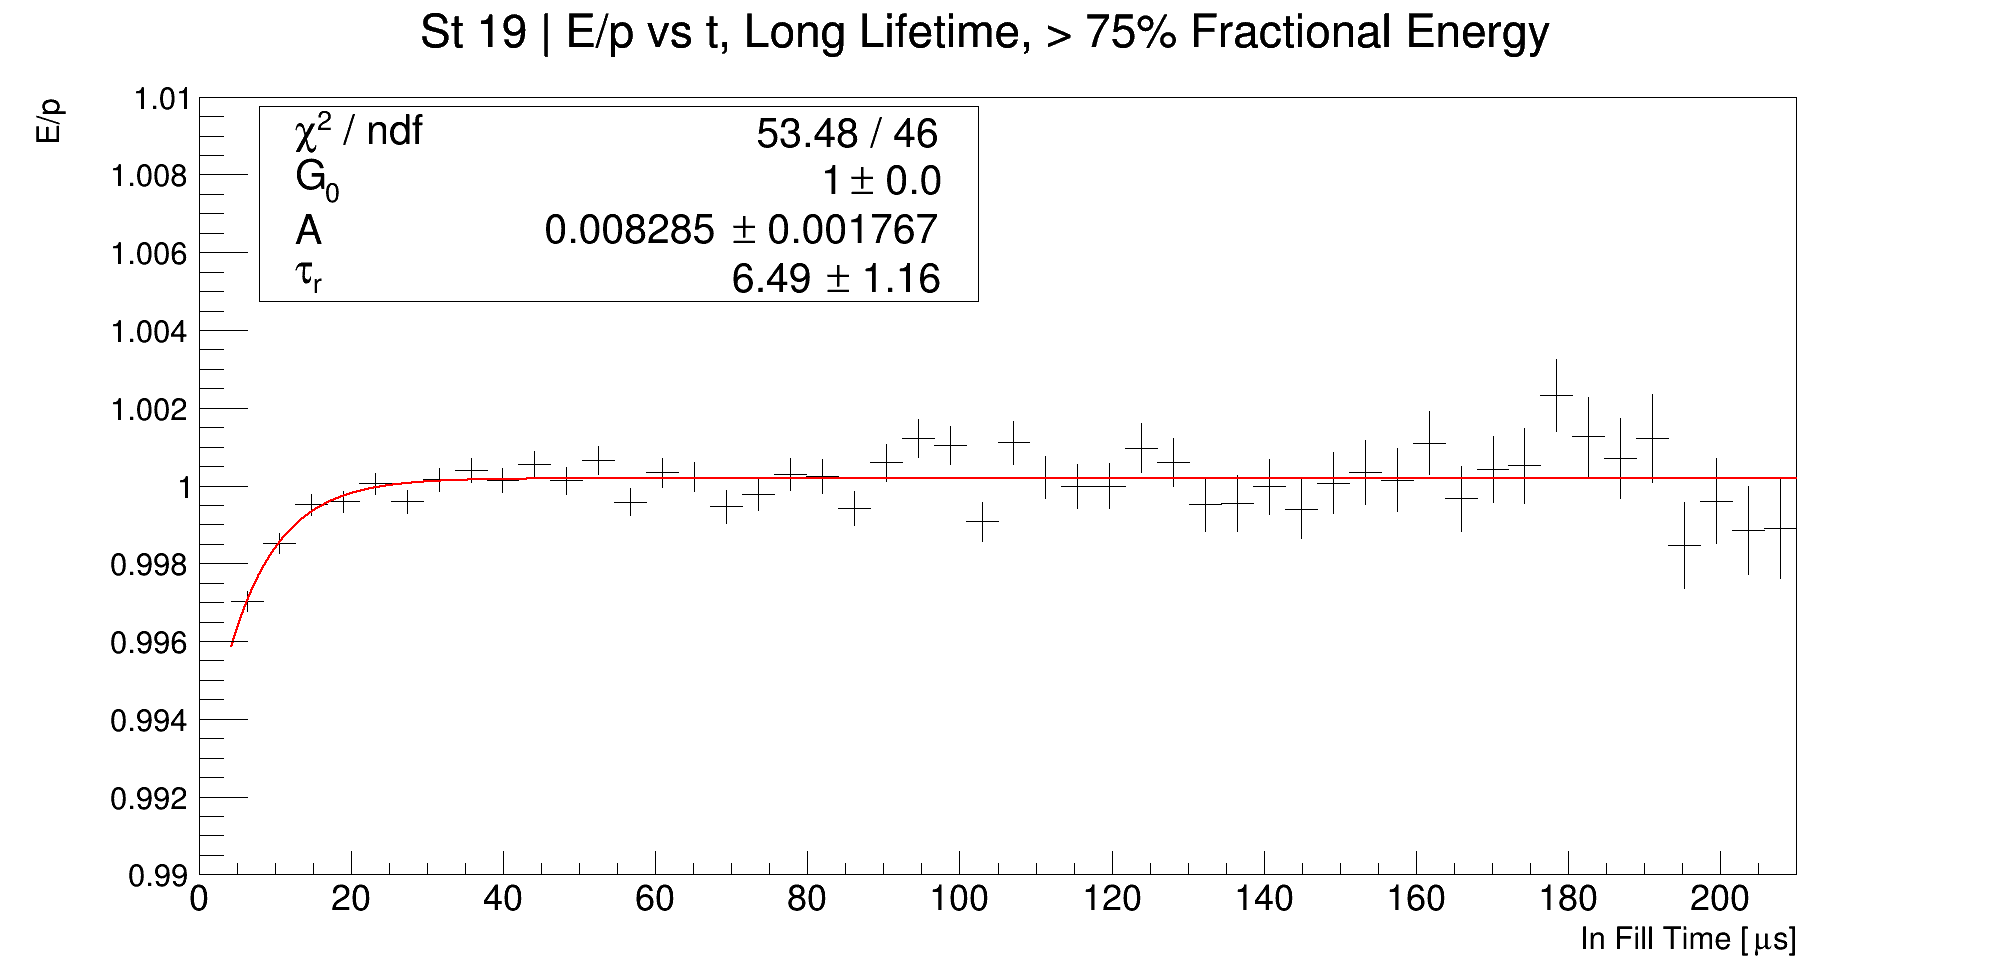 St 19 | E/p vs t, Long Lifetime, > 75% Fractional Energy
E/p
χ² / ndf 53.48 / 46
G₀ 1 ± 0.0
A 0.008285 ± 0.001767
τᵣ 6.49 ± 1.16
1.01
1.008
1.006
1.004
1.002
1
0.998
0.996
0.994
0.992
0.99
0 20 40 60 80 100 120 140 160 180 200
In Fill Time [μs]